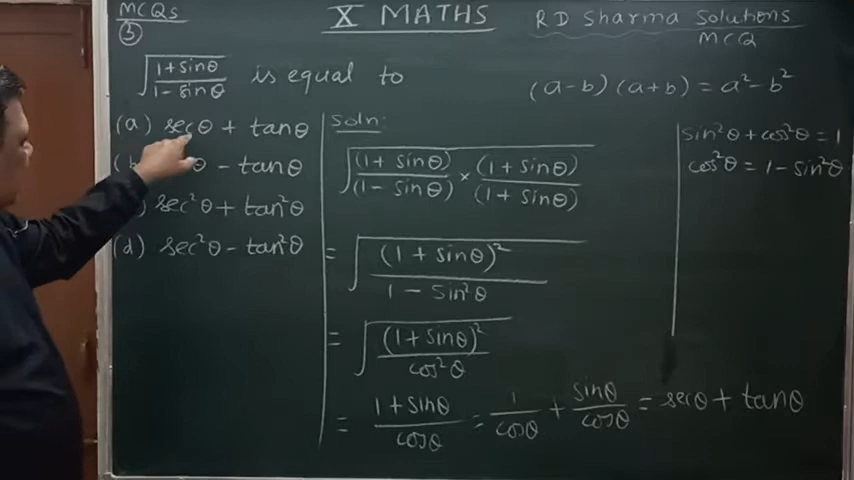 MCQs
③
X MATHS
RD Sharma Solutions
MCQ
√((1+sinθ)/(1-sinθ)) is equal to
(a) secθ + tanθ
θ - tanθ
) sec²θ + tan²θ
(d) sec²θ - tan²θ
Soln:
√((1+sinθ)/(1-sinθ) × (1+sinθ)/(1+sinθ))
= √((1+sinθ)²/(1-sin²θ))
= √((1+sinθ)²/cos²θ)
= (1+sinθ)/cosθ = 1/cosθ + sinθ/cosθ = secθ + tanθ
(a-b)(a+b) = a²-b²
sin²θ + cos²θ = 1
cos²θ = 1 - sin²θ